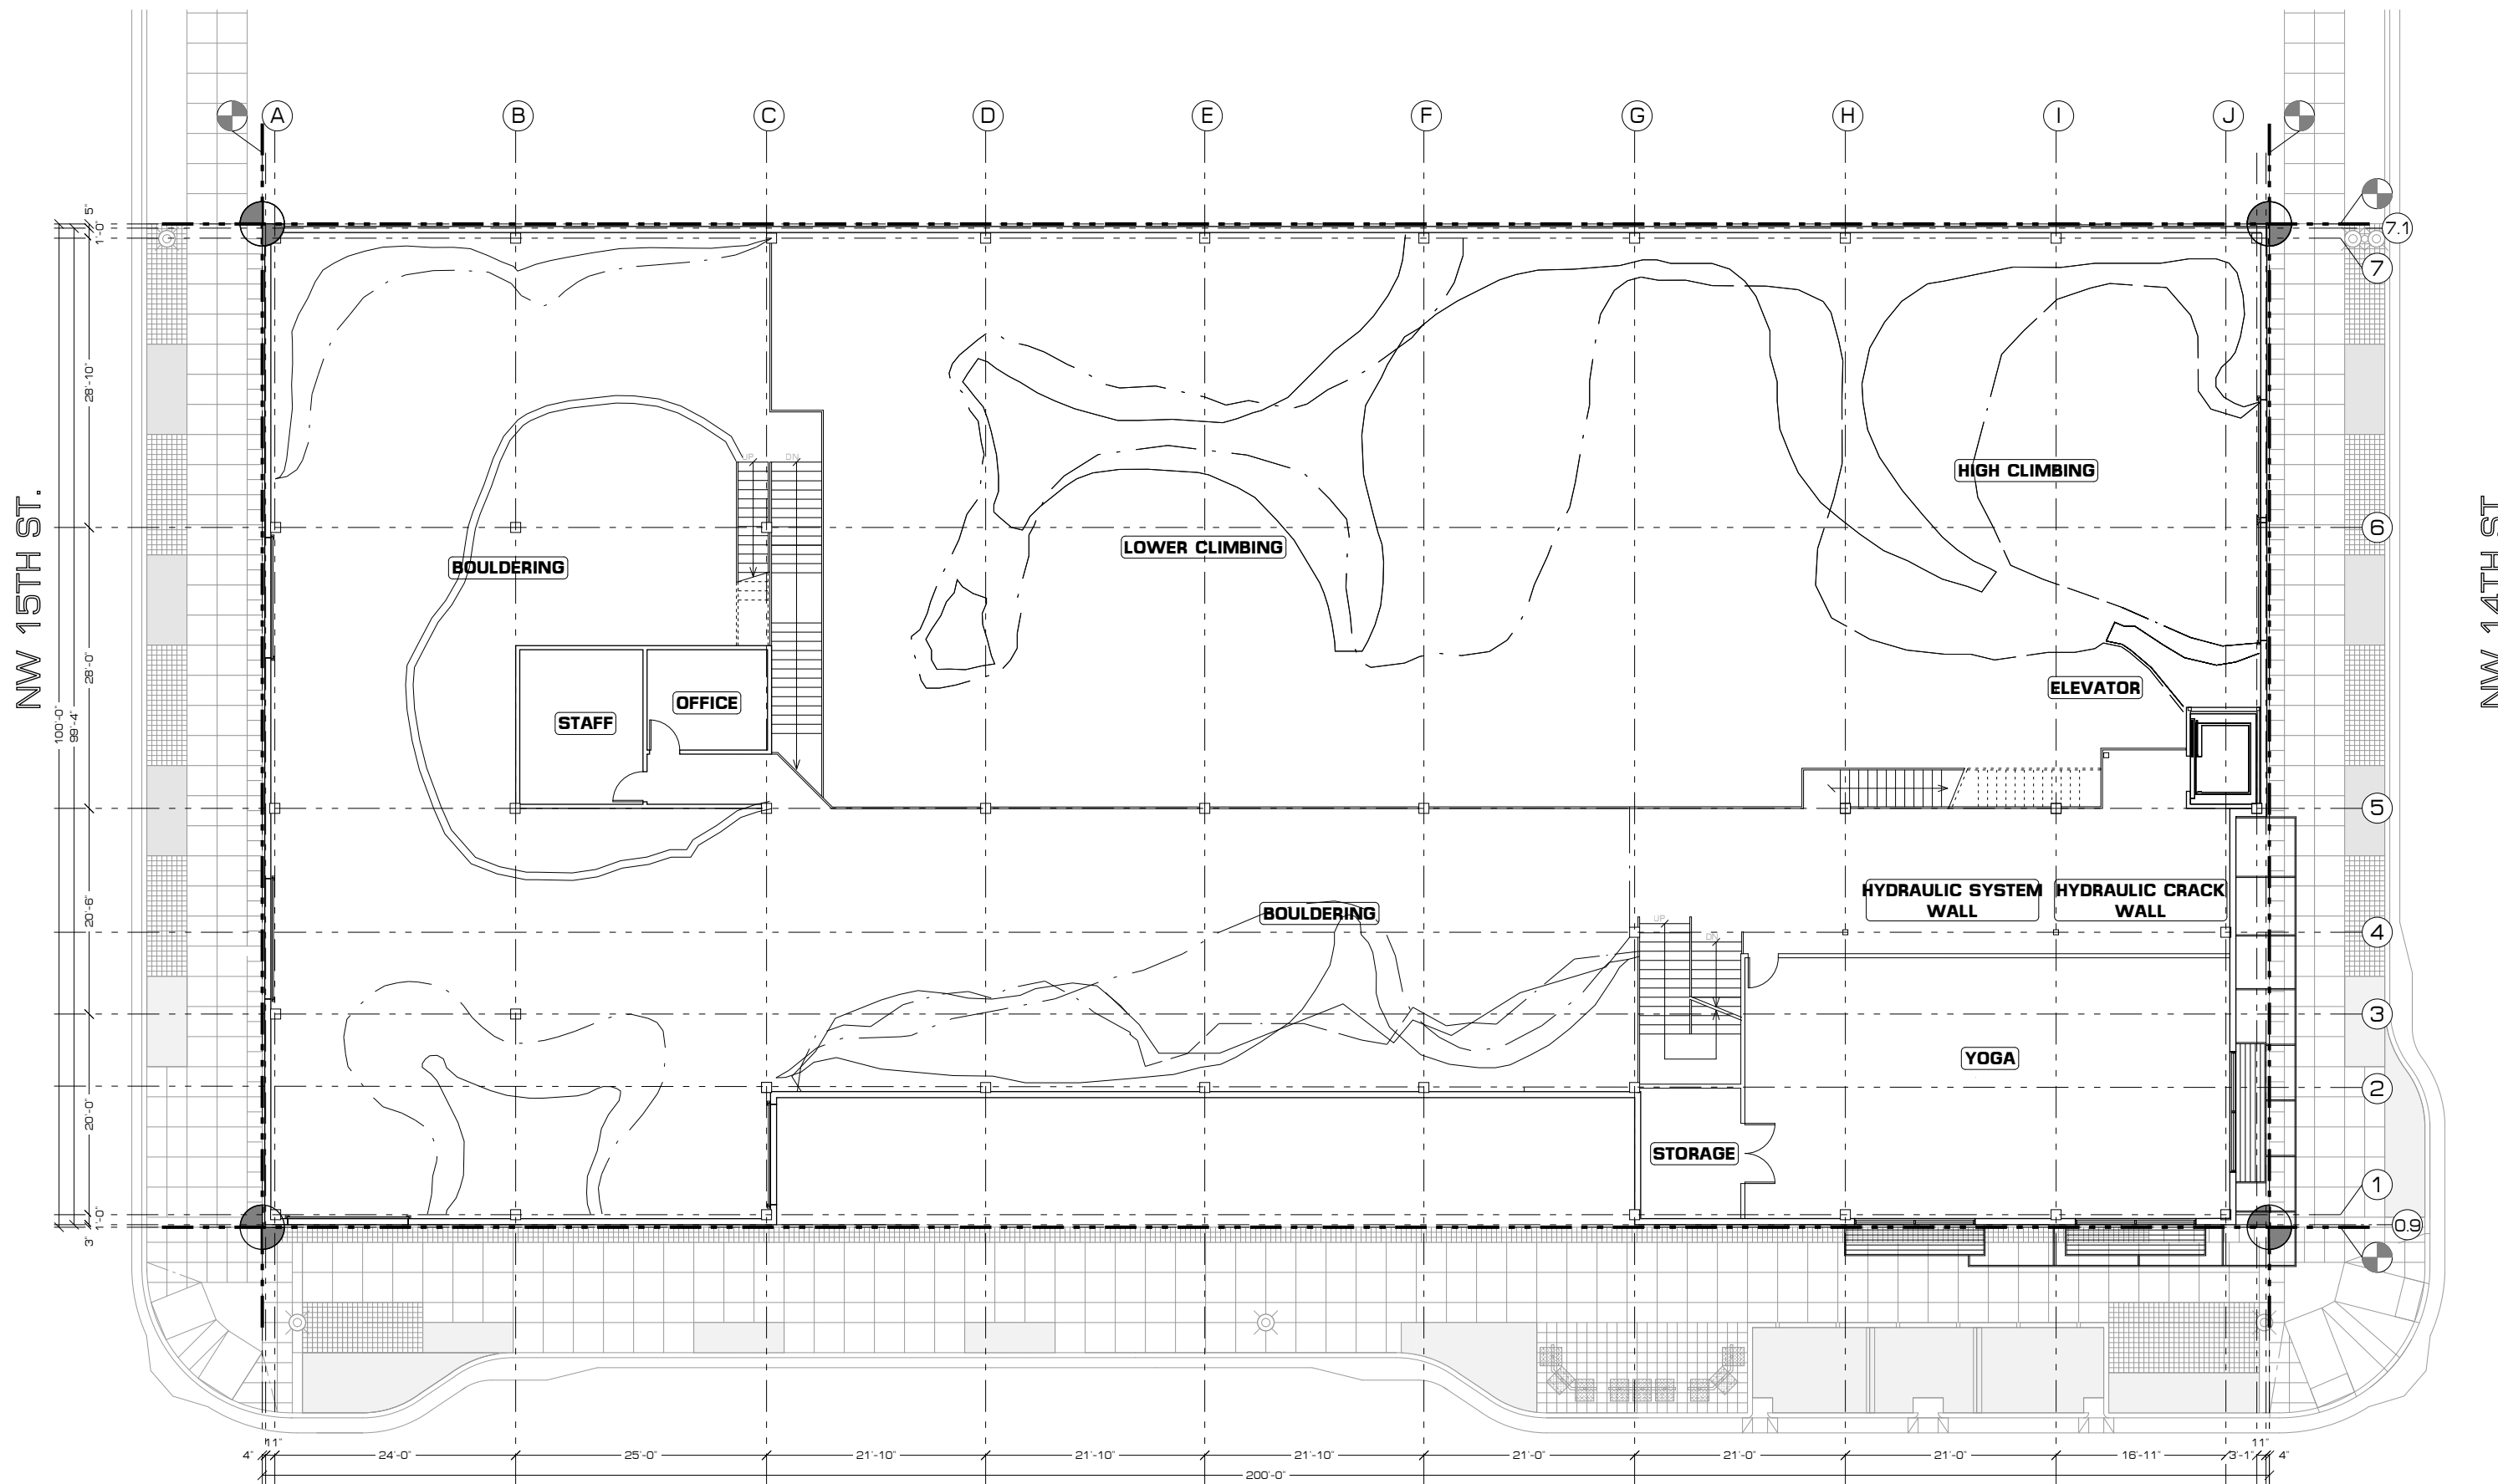 A B C D E F G H I J
5"
1'-0"
7.1
7
28'-10"
UP
DN
HIGH CLIMBING
NW 15TH ST.
NW 14TH ST
6
LOWER CLIMBING
BOULDERING
28'-0"
100'-0"
99'-4"
ELEVATOR
OFFICE
STAFF
5
20'-6"
HYDRAULIC SYSTEM
WALL
HYDRAULIC CRACK
WALL
BOULDERING
UP
DN
4
3
YOGA
2
20'-0"
STORAGE
1
1'-0"
3"
0.9
4" 11" 24'-0" 25'-0" 21'-10" 21'-10" 21'-10" 21'-0" 21'-0" 21'-0" 16'-11" 3'-1" 11" 4"
200'-0"